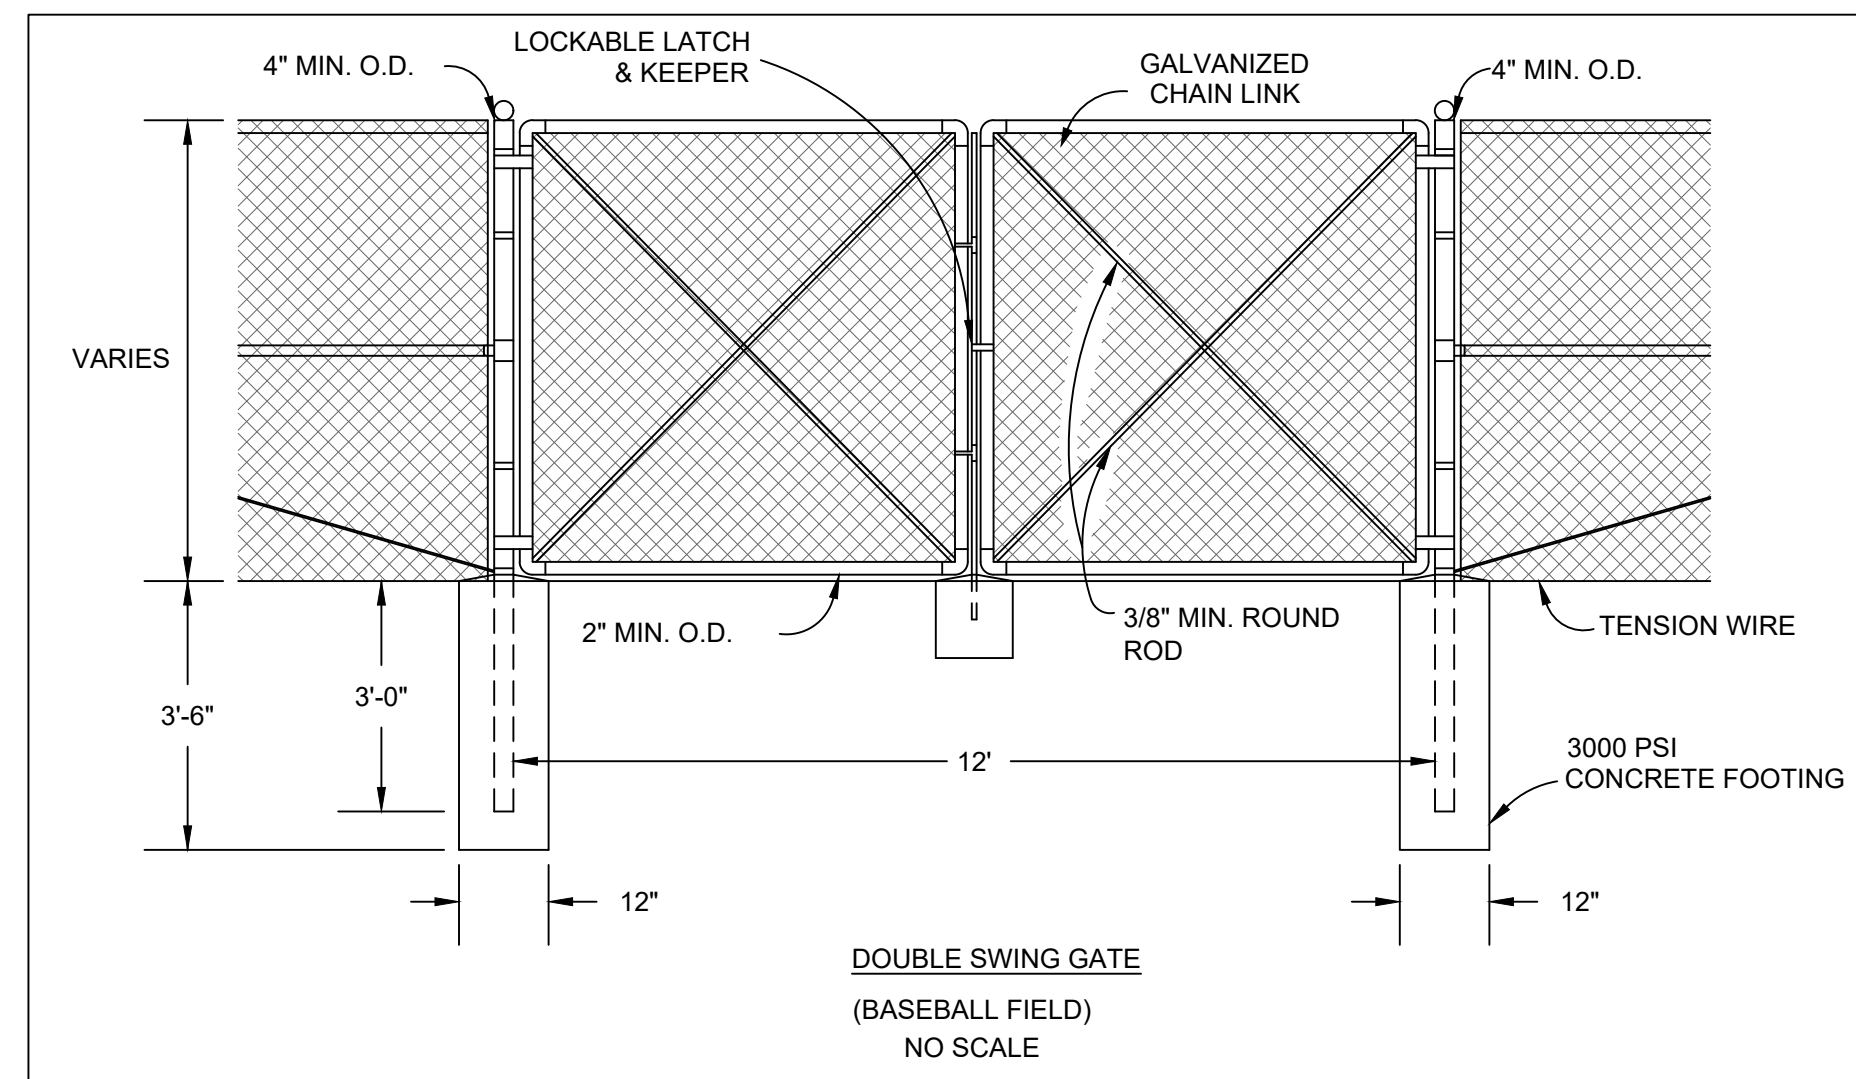 LOCKABLE LATCH
& KEEPER
4" MIN. O.D.
GALVANIZED
CHAIN LINK
4" MIN. O.D.
VARIES
2" MIN. O.D.
3/8" MIN. ROUND
ROD
TENSION WIRE
3'-0"
3'-6"
12'
3000 PSI
CONCRETE FOOTING
12"
12"
DOUBLE SWING GATE
(BASEBALL FIELD)
NO SCALE